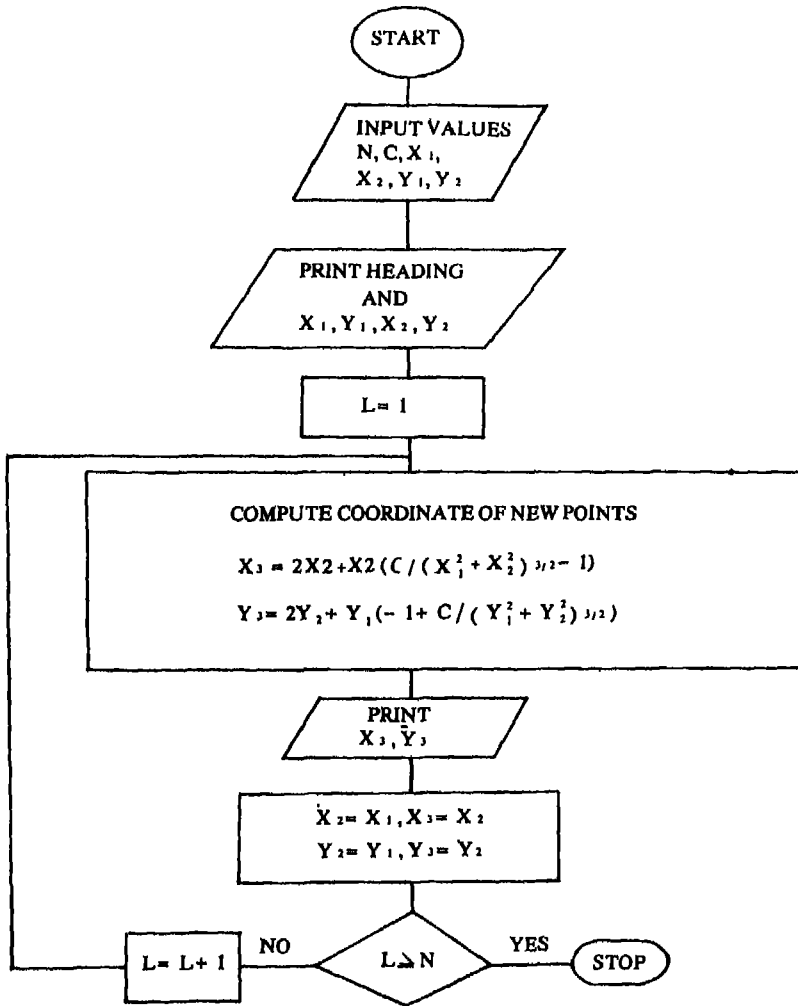 START
INPUT VALUES
N, C, X₁,
X₂, Y₁, Y₂
PRINT HEADING
AND
X₁, Y₁, X₂, Y₂
L= 1
COMPUTE COORDINATE OF NEW POINTS
X₃ = 2X2+X2(C/(X₁² + X₂²) 3/2 - 1)
Y₃= 2Y₂+ Y₁(- 1+ C/(Y₁² + Y₂²) 3/2)
PRINT
X₃, Y₃
X₂= X₁, X₃= X₂
Y₂= Y₁, Y₃= Y₂
L= L+ 1
NO
L⩾N
YES
STOP